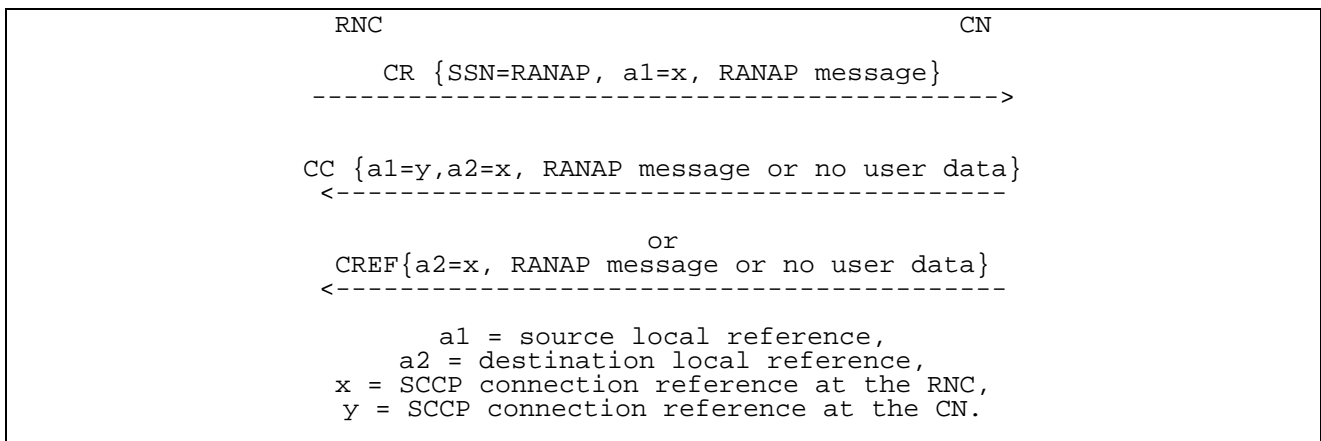 RNC CN
CR {SSN=RANAP, a1=x, RANAP message}
------------------------------------------->
CC {a1=y,a2=x, RANAP message or no user data}
<------------------------------------------
or
CREF{a2=x, RANAP message or no user data}
<------------------------------------------
a1 = source local reference,
a2 = destination local reference,
x = SCCP connection reference at the RNC,
y = SCCP connection reference at the CN.